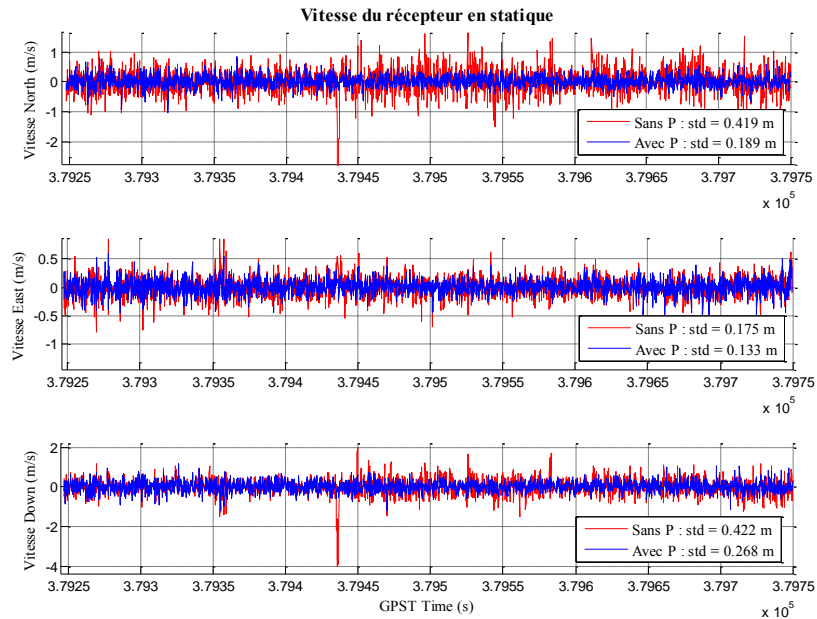 Vitesse du récepteur en statique
Vitesse North (m/s)
1
0
-1
-2
Sans P : std = 0.419 m
Avec P : std = 0.189 m
3.7925 3.793 3.7935 3.794 3.7945 3.795 3.7955 3.796 3.7965 3.797 3.7975
x 10^5
Vitesse East (m/s)
0.5
0
-0.5
-1
Sans P : std = 0.175 m
Avec P : std = 0.133 m
3.7925 3.793 3.7935 3.794 3.7945 3.795 3.7955 3.796 3.7965 3.797 3.7975
x 10^5
Vitesse Down (m/s)
2
0
-2
-4
Sans P : std = 0.422 m
Avec P : std = 0.268 m
3.7925 3.793 3.7935 3.794 3.7945 3.795 3.7955 3.796 3.7965 3.797 3.7975
GPST Time (s)
x 10^5